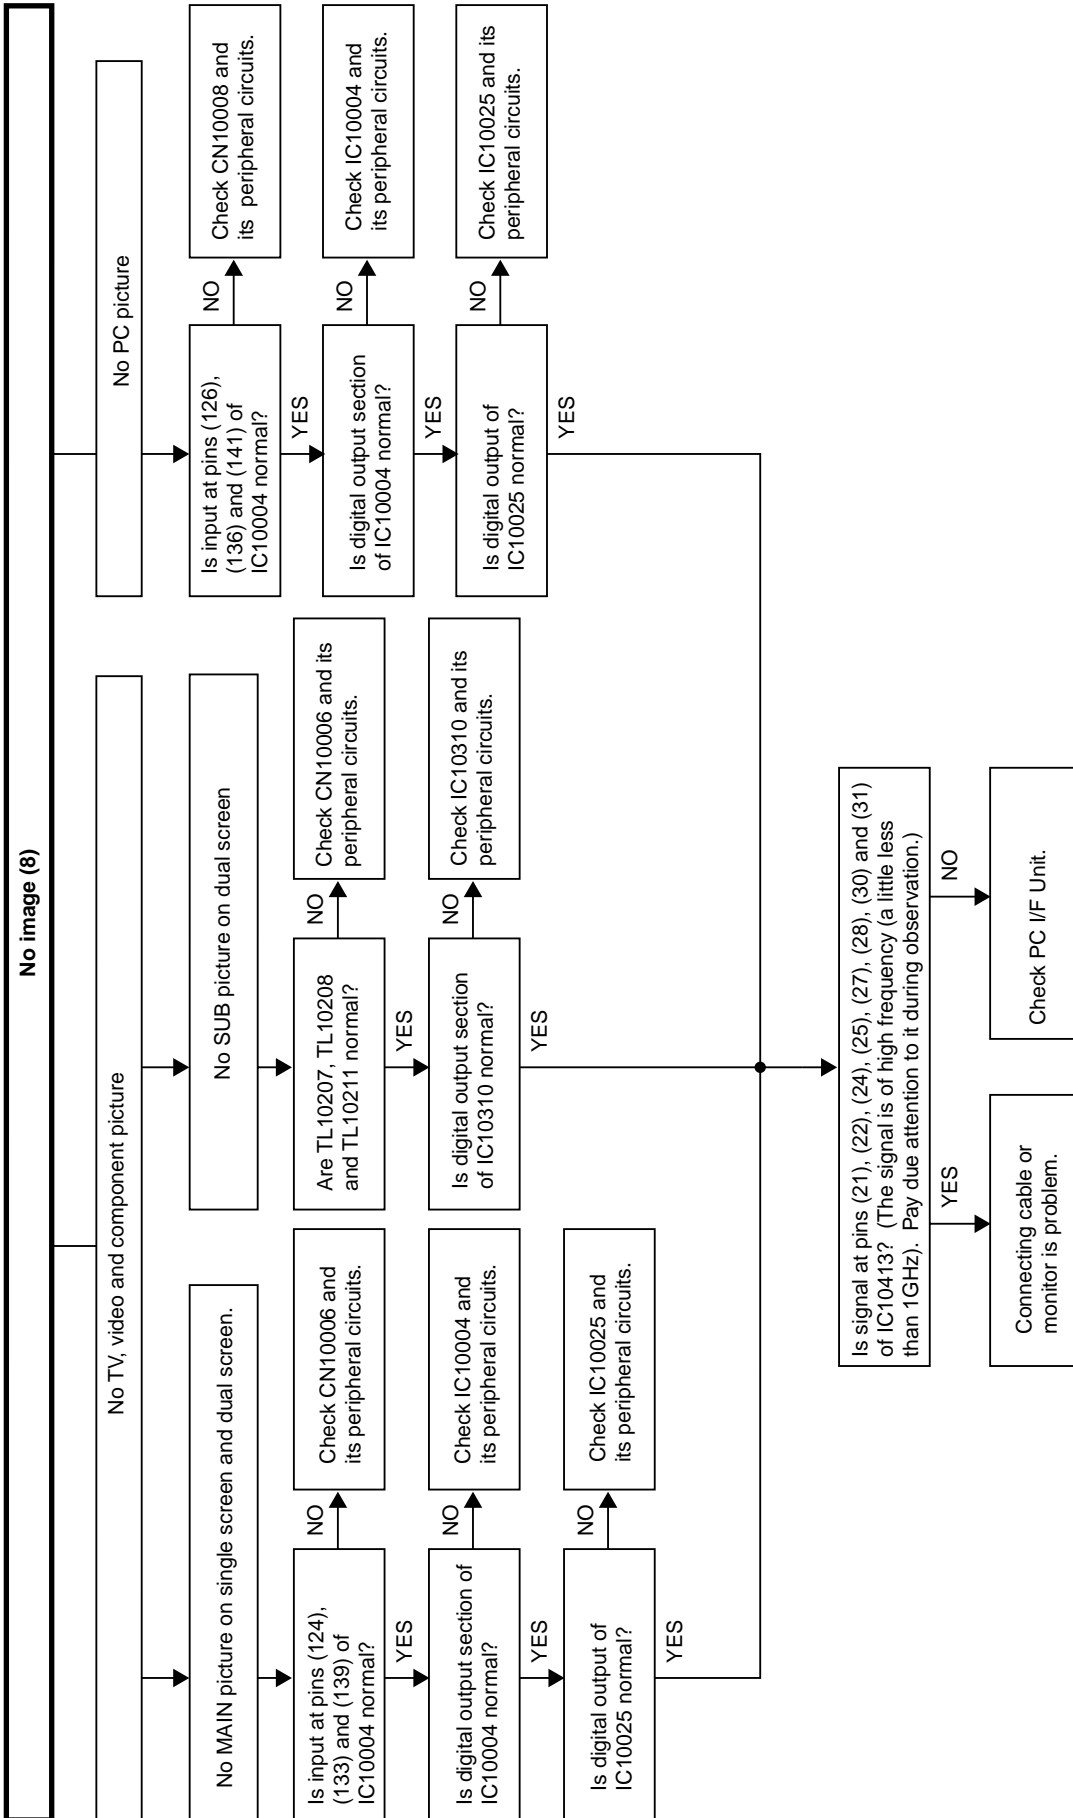 No image (8)
No TV, video and component picture
No MAIN picture on single screen and dual screen.
Is input at pins (124),
(133) and (139) of
IC10004 normal?
NO
Check CN10006 and
its peripheral circuits.
YES
Is digital output section of
IC10004 normal?
NO
Check IC10004 and
its peripheral circuits.
YES
Is digital output of
IC10025 normal?
NO
Check IC10025 and
its peripheral circuits.
YES
No SUB picture on dual screen
Are TL10207, TL10208
and TL10211 normal?
NO
Check CN10006 and its
peripheral circuits.
YES
Is digital output section
of IC10310 normal?
NO
Check IC10310 and its
peripheral circuits.
YES
No PC picture
Is input at pins (126),
(136) and (141) of
IC10004 normal?
NO
Check CN10008 and
its peripheral circuits.
YES
Is digital output section
of IC10004 normal?
NO
Check IC10004 and
its peripheral circuits.
YES
Is digital output of
IC10025 normal?
NO
Check IC10025 and its
peripheral circuits.
YES
Is signal at pins (21), (22), (24), (25), (27), (28), (30) and (31)
of IC10413? (The signal is of high frequency (a little less
than 1GHz). Pay due attention to it during observation.)
YES
Connecting cable or
monitor is problem.
NO
Check PC I/F Unit.